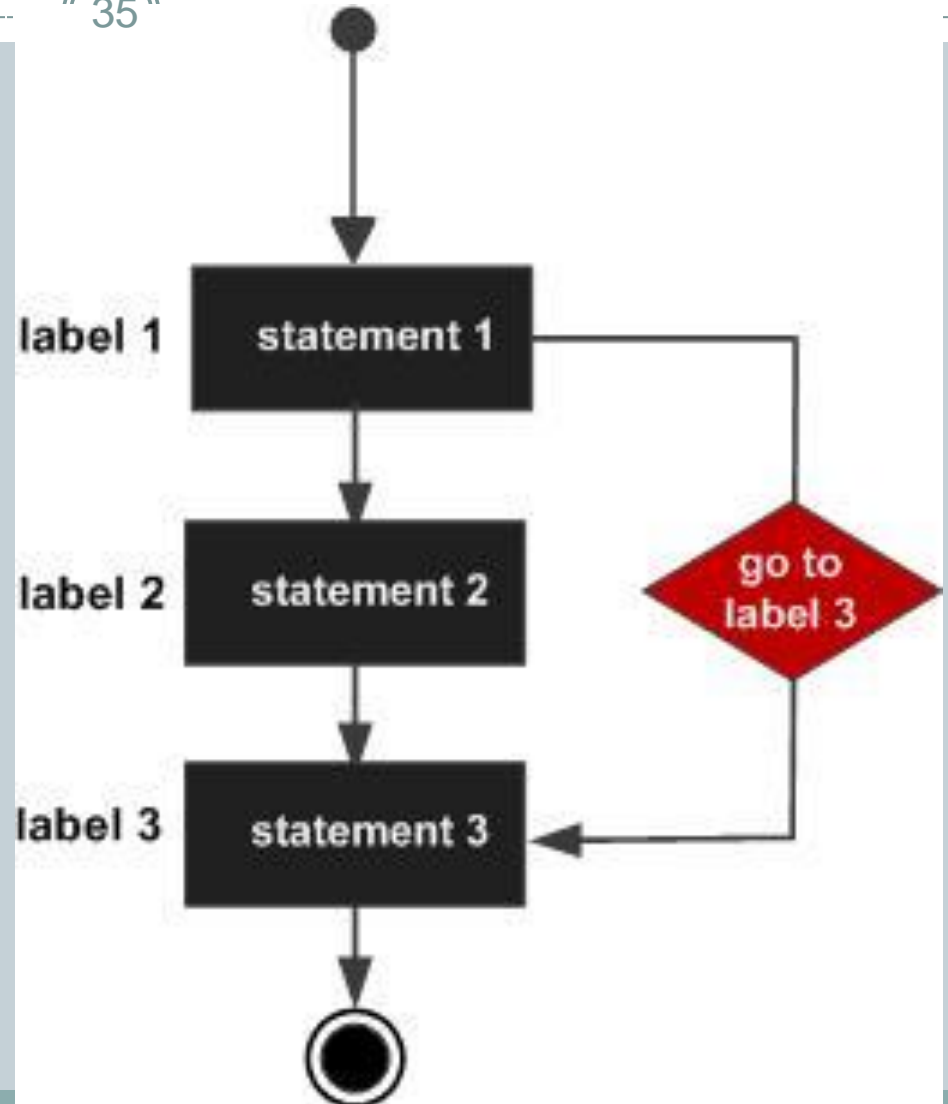 35
label 1
statement 1
label 2
statement 2
go to
label 3
label 3
statement 3